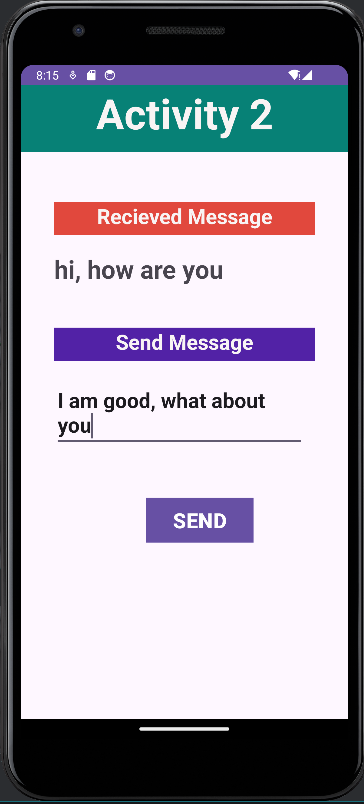 8:15
Activity 2
Recieved Message
hi, how are you
Send Message
I am good, what about
you
SEND